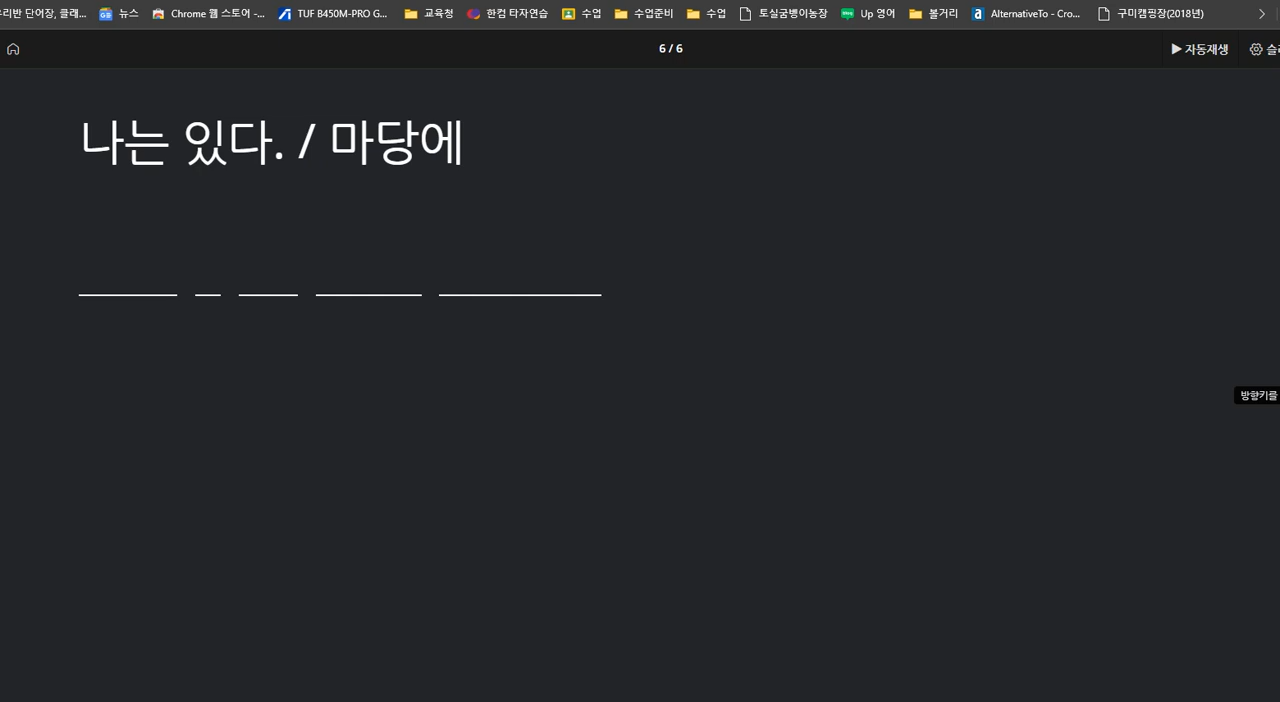 우리반 단어장, 클래... 뉴스 Chrome 웹 스토어 -... TUF B450M-PRO G... 교육청 한컴 타자연습 수업 수업준비 수업 토실굼벵이농장 Up 영어 볼거리 AlternativeTo - Cro... 구미캠핑장(2018년)
6 / 6 ▶ 자동재생
나는 있다. / 마당에
방향키를